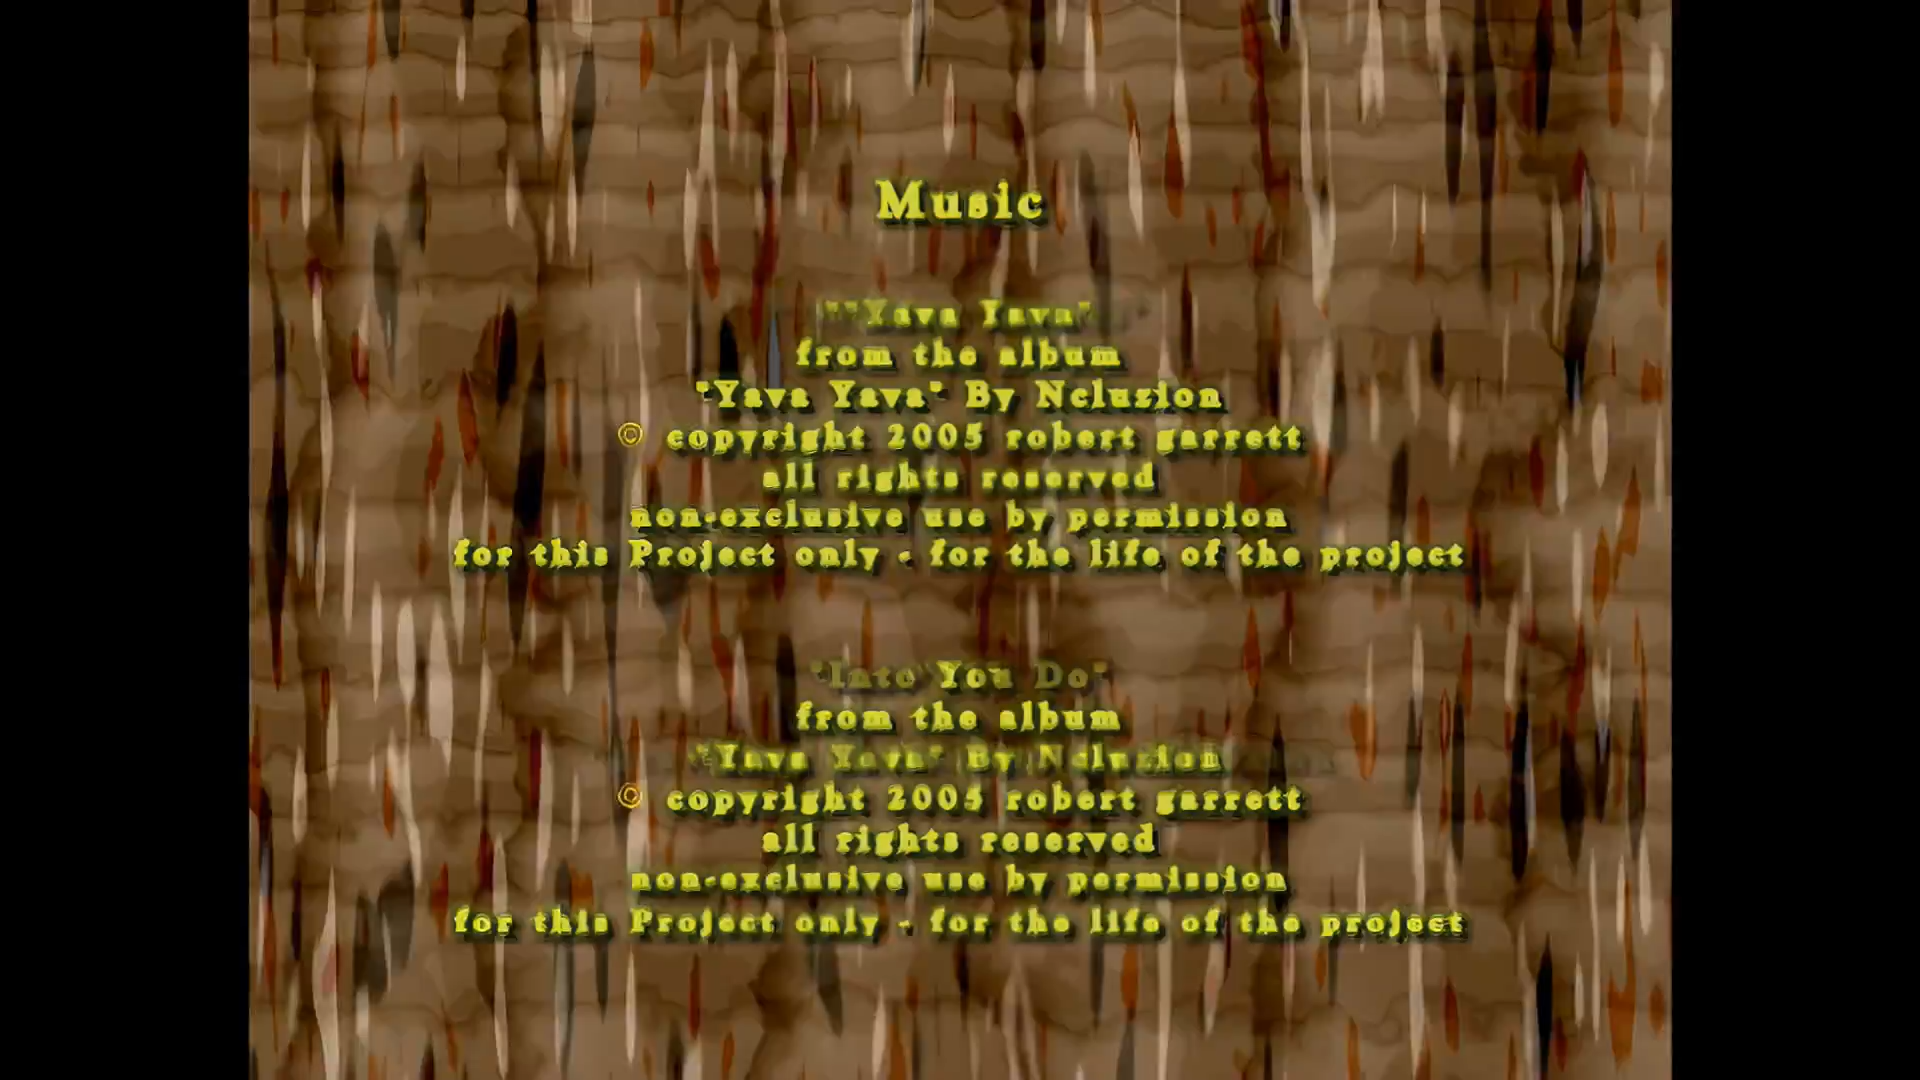 Music
"Yava Yava"
from the album
"Yava Yava" By Ncluzion
© copyright 2005 robert garrett
all rights reserved
non-exclusive use by permission
for this Project only - for the life of the project
"Into You Do"
from the album
"Yava Yava" By Ncluzion
© copyright 2005 robert garrett
all rights reserved
non-exclusive use by permission
for this Project only - for the life of the project